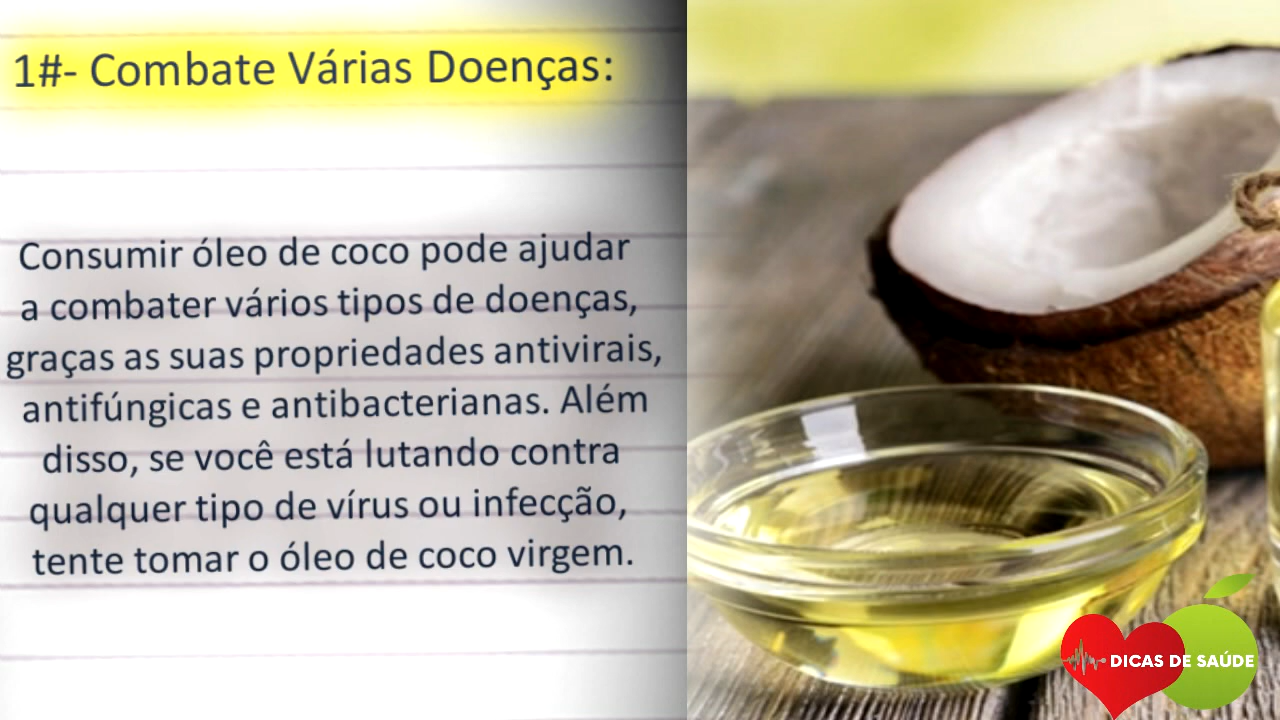 1#- Combate Várias Doenças:
Consumir óleo de coco pode ajudar
a combater vários tipos de doenças,
graças as suas propriedades antivirais,
antifúngicas e antibacterianas. Além
disso, se você está lutando contra
qualquer tipo de vírus ou infecção,
tente tomar o óleo de coco virgem.
DICAS DE SAÚDE